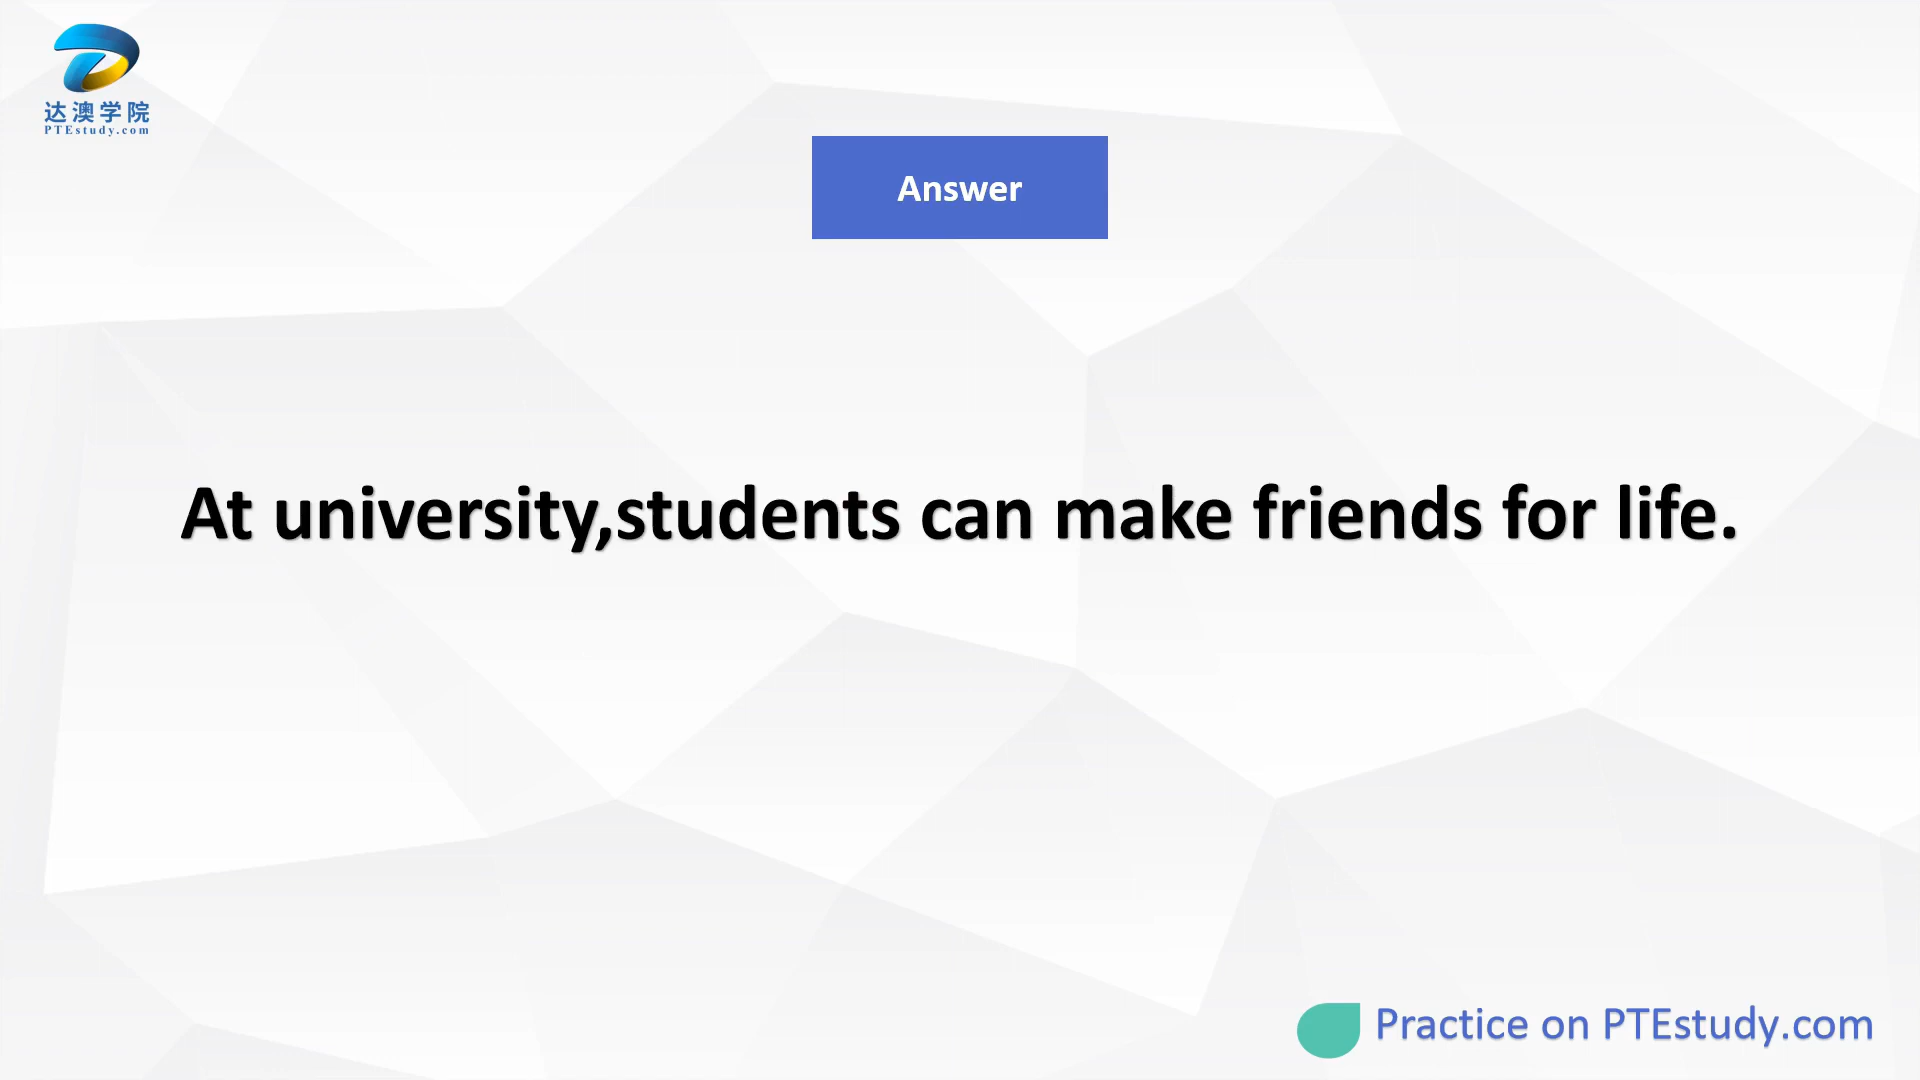 达澳学院
PTEstudy.com
Answer
At university,students can make friends for life.
Practice on PTEstudy.com